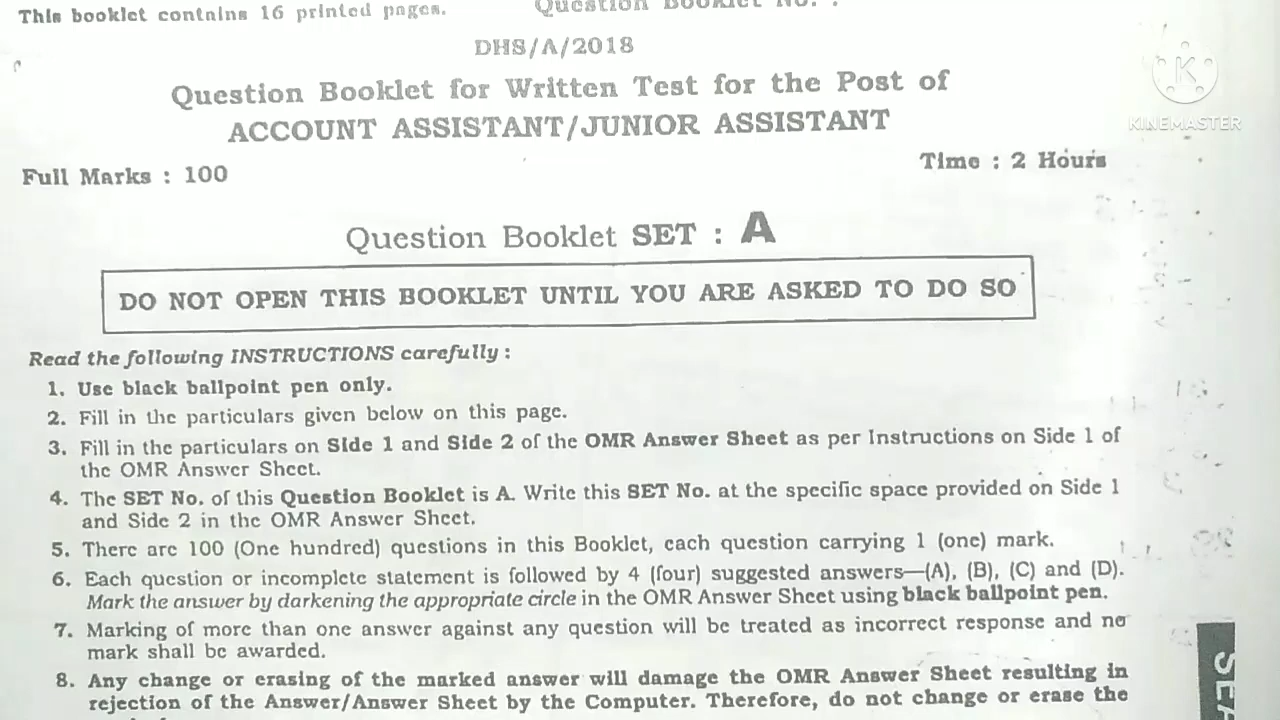 This booklet contains 16 printed pages. Question Booklet No. :
DHS/A/2018
Question Booklet for Written Test for the Post of
ACCOUNT ASSISTANT/JUNIOR ASSISTANT
Full Marks : 100
Time : 2 Hours
Question Booklet SET : A
DO NOT OPEN THIS BOOKLET UNTIL YOU ARE ASKED TO DO SO
Read the following INSTRUCTIONS carefully :
1. Use black ballpoint pen only.
2. Fill in the particulars given below on this page.
3. Fill in the particulars on Side 1 and Side 2 of the OMR Answer Sheet as per Instructions on Side 1 of
the OMR Answer Sheet.
4. The SET No. of this Question Booklet is A. Write this SET No. at the specific space provided on Side 1
and Side 2 in the OMR Answer Sheet.
5. There are 100 (One hundred) questions in this Booklet, each question carrying 1 (one) mark.
6. Each question or incomplete statement is followed by 4 (four) suggested answers—(A), (B), (C) and (D).
Mark the answer by darkening the appropriate circle in the OMR Answer Sheet using black ballpoint pen.
7. Marking of more than one answer against any question will be treated as incorrect response and no
mark shall be awarded.
8. Any change or erasing of the marked answer will damage the OMR Answer Sheet resulting in
rejection of the Answer/Answer Sheet by the Computer. Therefore, do not change or erase the
K
KINEMASTER